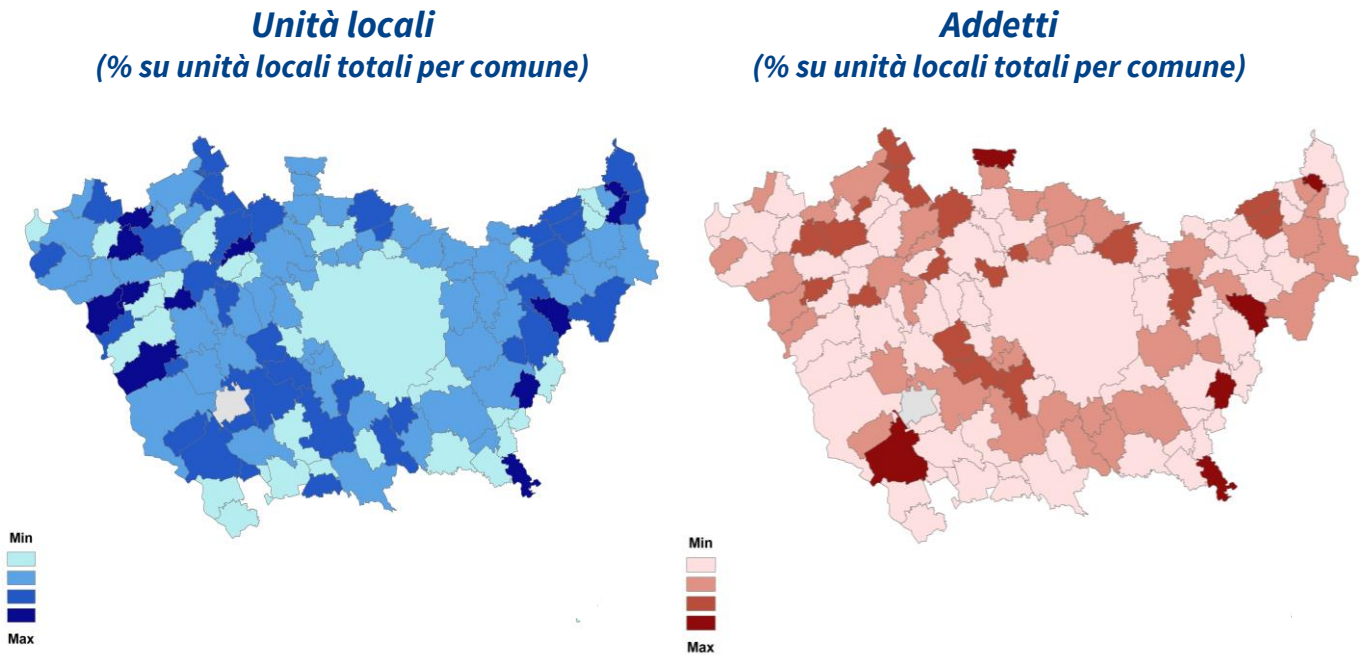 Unità locali
(% su unità locali totali per comune)
Min
Max
Addetti
(% su unità locali totali per comune)
Min
Max